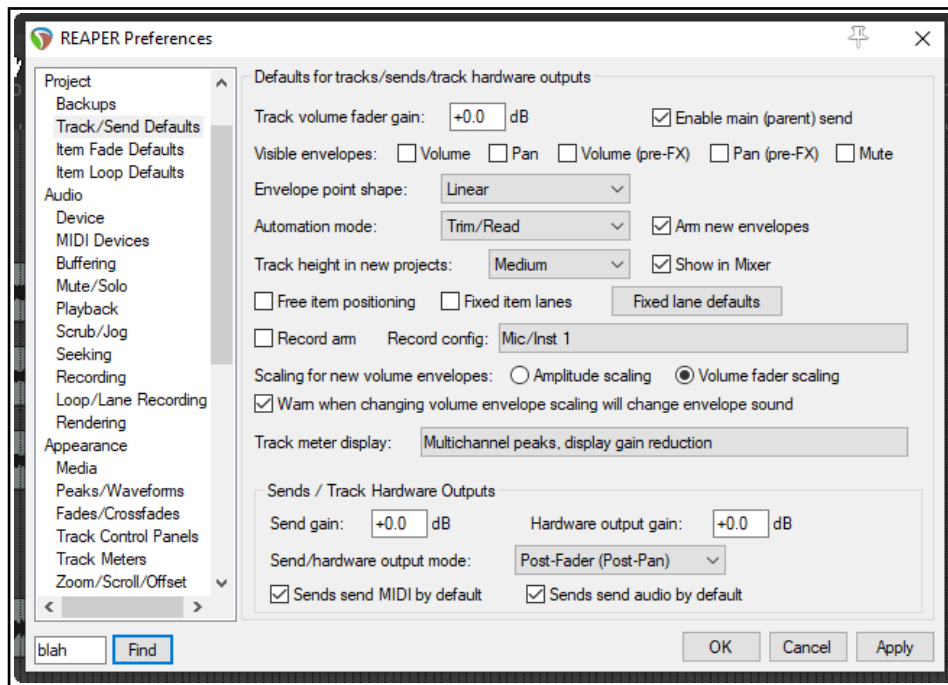 REAPER Preferences
Project
Backups
Track/Send Defaults
Item Fade Defaults
Item Loop Defaults
Audio
Device
MIDI Devices
Buffering
Mute/Solo
Playback
Scrub/Jog
Seeking
Recording
Loop/Lane Recording
Rendering
Appearance
Media
Peaks/Waveforms
Fades/Crossfades
Track Control Panels
Track Meters
Zoom/Scroll/Offset
blah Find
Defaults for tracks/sends/track hardware outputs
Track volume fader gain: +0.0 dB Enable main (parent) send
Visible envelopes: Volume Pan Volume (pre-FX) Pan (pre-FX) Mute
Envelope point shape: Linear
Automation mode: Trim/Read Arm new envelopes
Track height in new projects: Medium Show in Mixer
Free item positioning Fixed item lanes Fixed lane defaults
Record arm Record config: Mic/Inst 1
Scaling for new volume envelopes: Amplitude scaling Volume fader scaling
Warn when changing volume envelope scaling will change envelope sound
Track meter display: Multichannel peaks, display gain reduction
Sends / Track Hardware Outputs
Send gain: +0.0 dB Hardware output gain: +0.0 dB
Send/hardware output mode: Post-Fader (Post-Pan)
Sends send MIDI by default Sends send audio by default
OK Cancel Apply